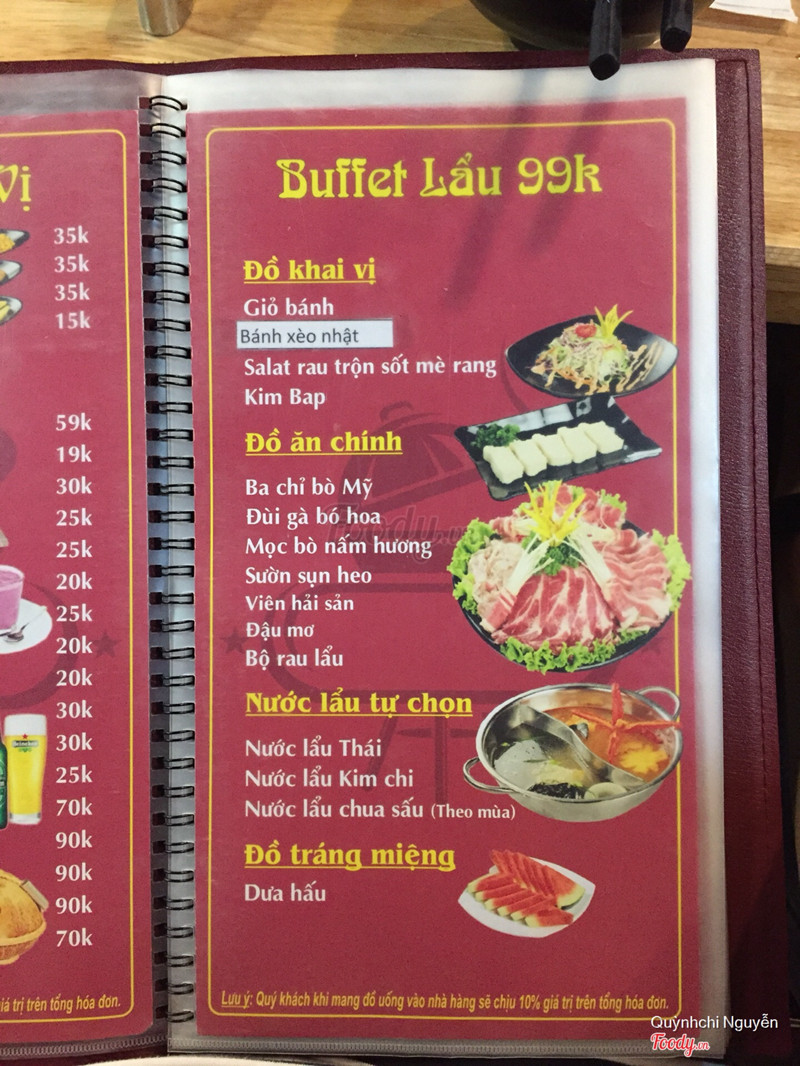 Vị
35k
35k
35k
15k
59k
19k
30k
25k
25k
20k
25k
20k
20k
30k
30k
25k
70k
90k
90k
90k
70k
giá trị trên tổng hóa đơn.
Buffet Lẩu 99k
Đồ khai vị
Giỏ bánh
Bánh xèo nhật
Salat rau trộn sốt mè rang
Kim Bap
Đồ ăn chính
Ba chỉ bò Mỹ
Đùi gà bó hoa
Mọc bò nấm hương
Sườn sụn heo
Viên hải sản
Đậu mơ
Bộ rau lẩu
Nước lẩu tự chọn
Nước lẩu Thái
Nước lẩu Kim chi
Nước lẩu chua sấu (Theo mùa)
Đồ tráng miệng
Dưa hấu
Lưu ý: Quý khách khi mang đồ uống vào nhà hàng sẽ chịu 10% giá trị trên tổng hóa đơn.
Foody.vn
Quỳnhchi Nguyễn
Foody.vn